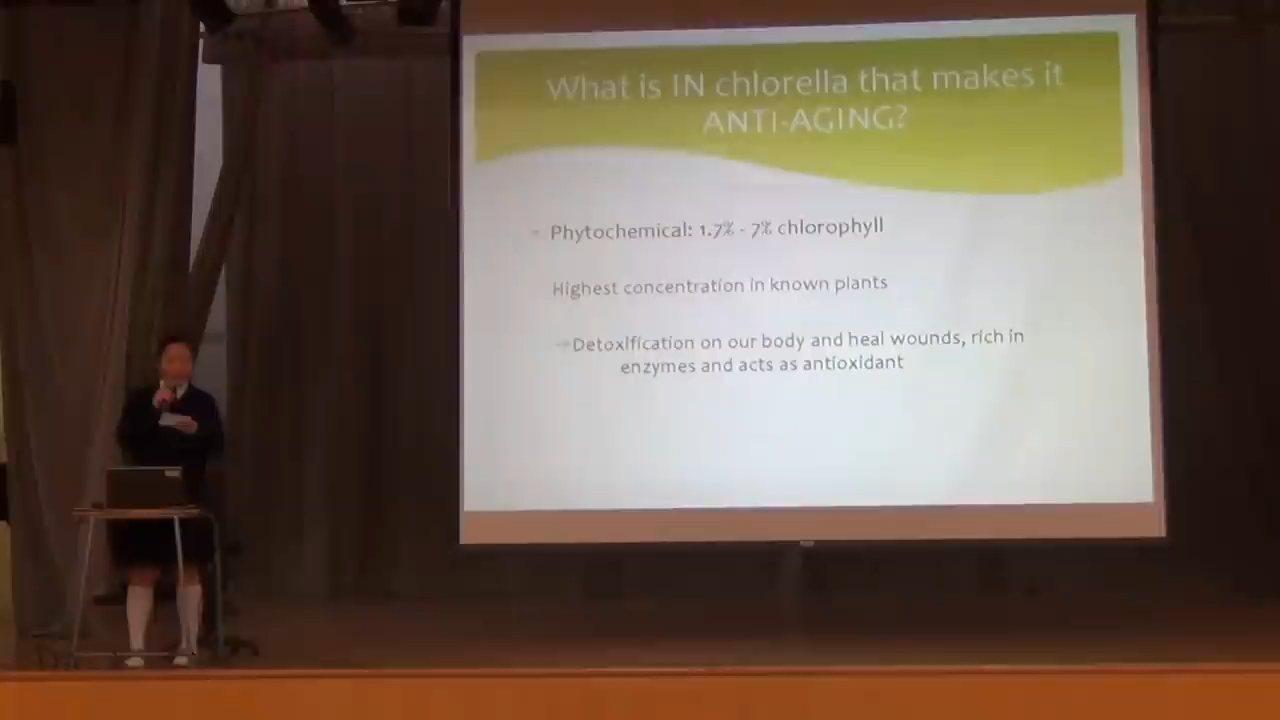 What is IN chlorella that makes it
ANTI-AGING?
Phytochemical: 1.7% - 7% chlorophyll
Highest concentration in known plants
Detoxification on our body and heal wounds, rich in
enzymes and acts as antioxidant